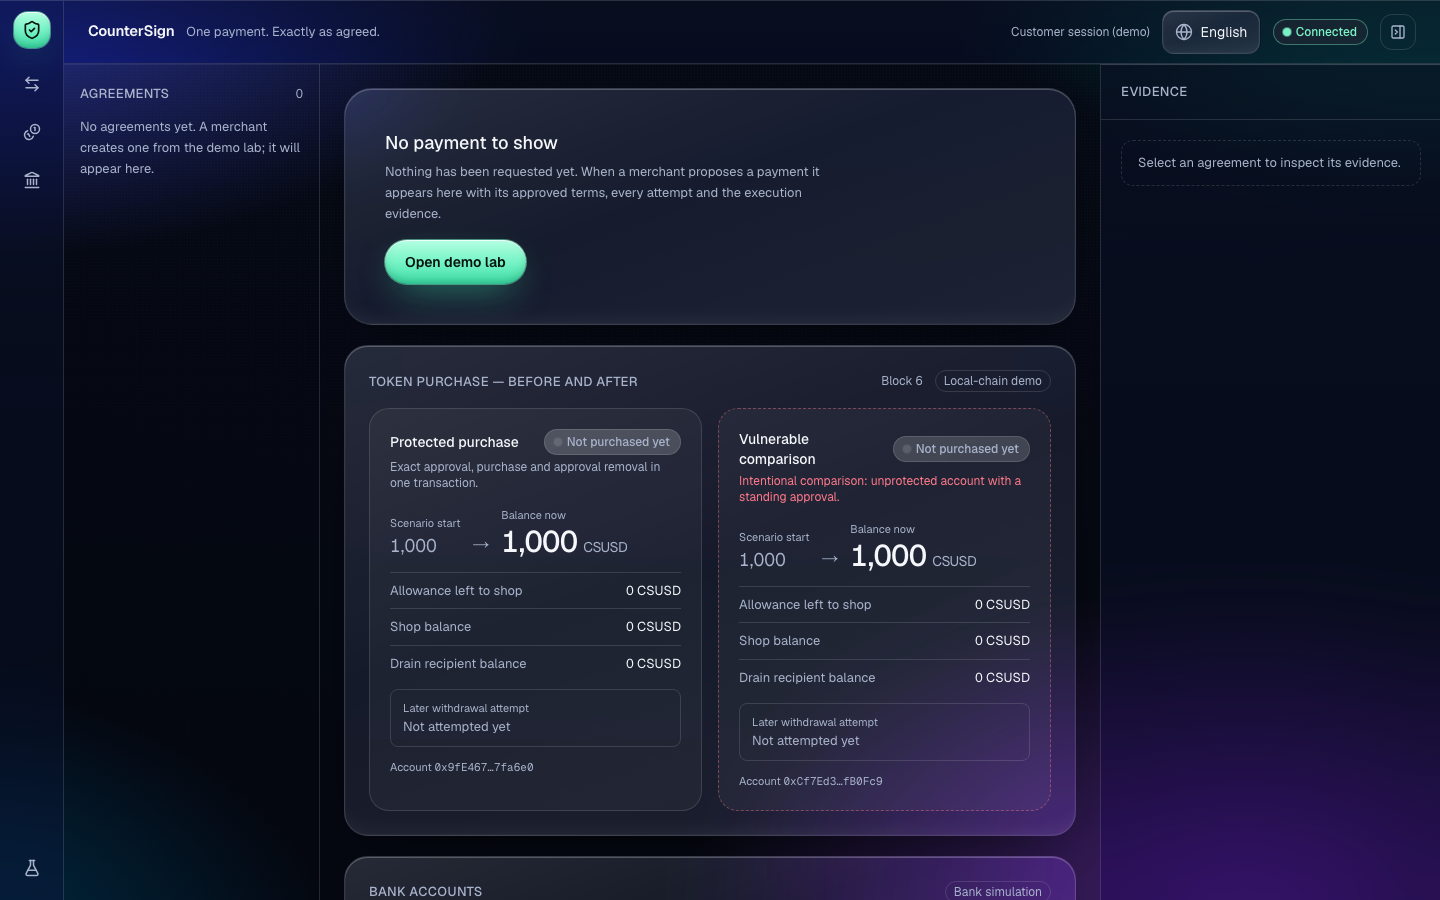 CounterSign One payment. Exactly as agreed.
Customer session (demo) English Connected
AGREEMENTS 0
No agreements yet. A merchant
creates one from the demo lab; it will
appear here.
No payment to show
Nothing has been requested yet. When a merchant proposes a payment it
appears here with its approved terms, every attempt and the execution
evidence.
Open demo lab
TOKEN PURCHASE — BEFORE AND AFTER
Block 6 Local-chain demo
Protected purchase Not purchased yet
Exact approval, purchase and approval removal in
one transaction.
Scenario start Balance now
1,000 → 1,000 CSUSD
Allowance left to shop 0 CSUSD
Shop balance 0 CSUSD
Drain recipient balance 0 CSUSD
Later withdrawal attempt
Not attempted yet
Account 0x9fE467…7fa6e0
Vulnerable
comparison
Not purchased yet
Intentional comparison: unprotected account with a
standing approval.
Scenario start Balance now
1,000 → 1,000 CSUSD
Allowance left to shop 0 CSUSD
Shop balance 0 CSUSD
Drain recipient balance 0 CSUSD
Later withdrawal attempt
Not attempted yet
Account 0xCf7Ed3…fB0Fc9
BANK ACCOUNTS Bank simulation
EVIDENCE
Select an agreement to inspect its evidence.